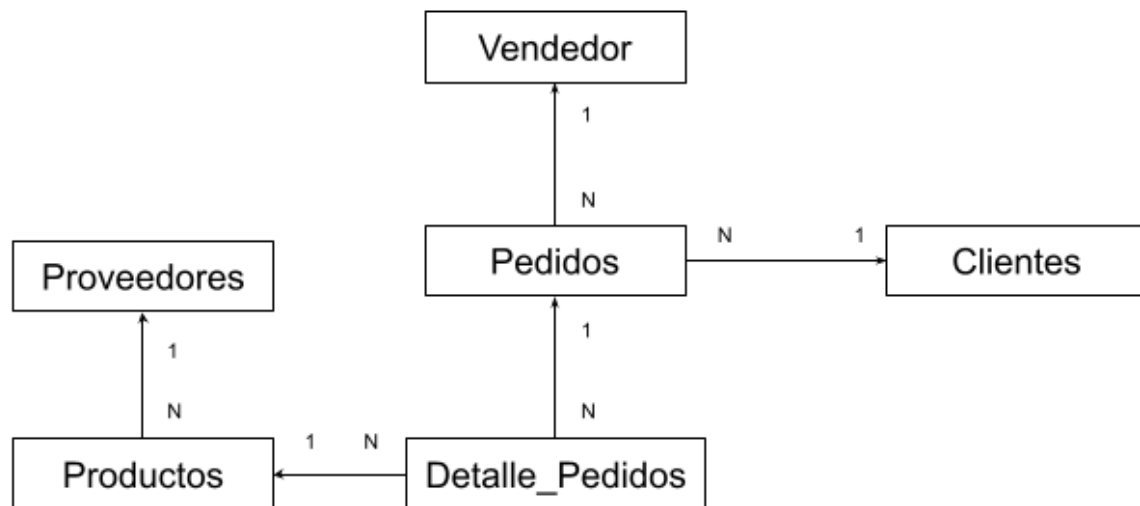 Vendedor
1
N
Pedidos
N 1
Clientes
Proveedores
1
N
1
N
Productos
1 N
Detalle_Pedidos